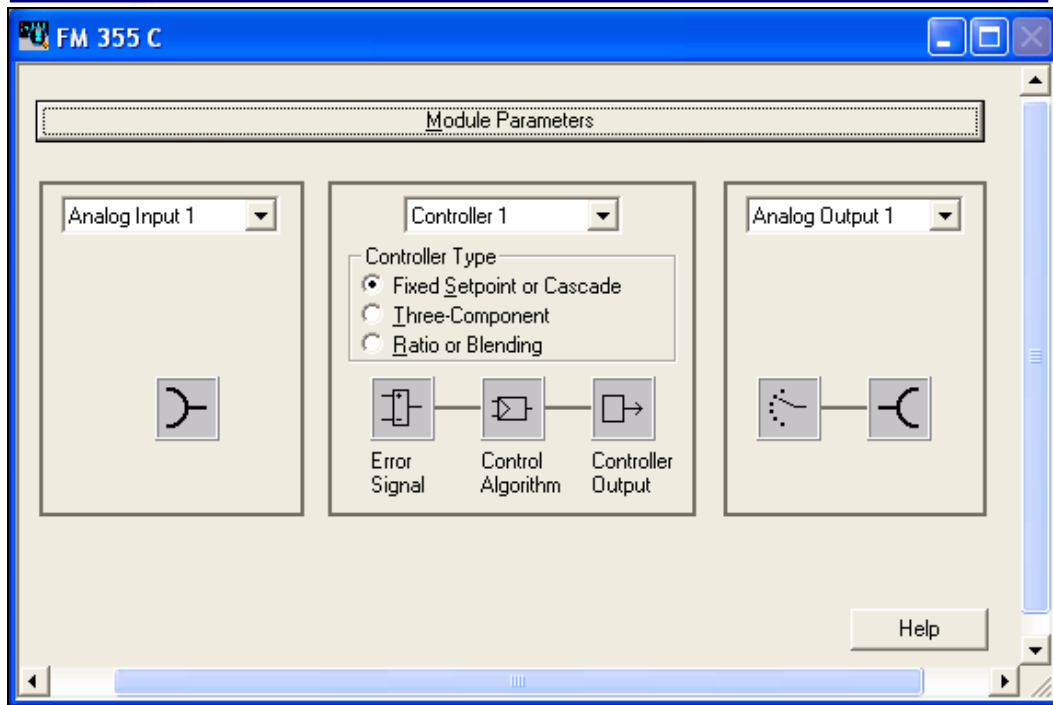 FM 355 C
Module Parameters
Analog Input 1
Controller 1
Controller Type
Fixed Setpoint or Cascade
Three-Component
Ratio or Blending
Error
Signal
Control
Algorithm
Controller
Output
Analog Output 1
Help